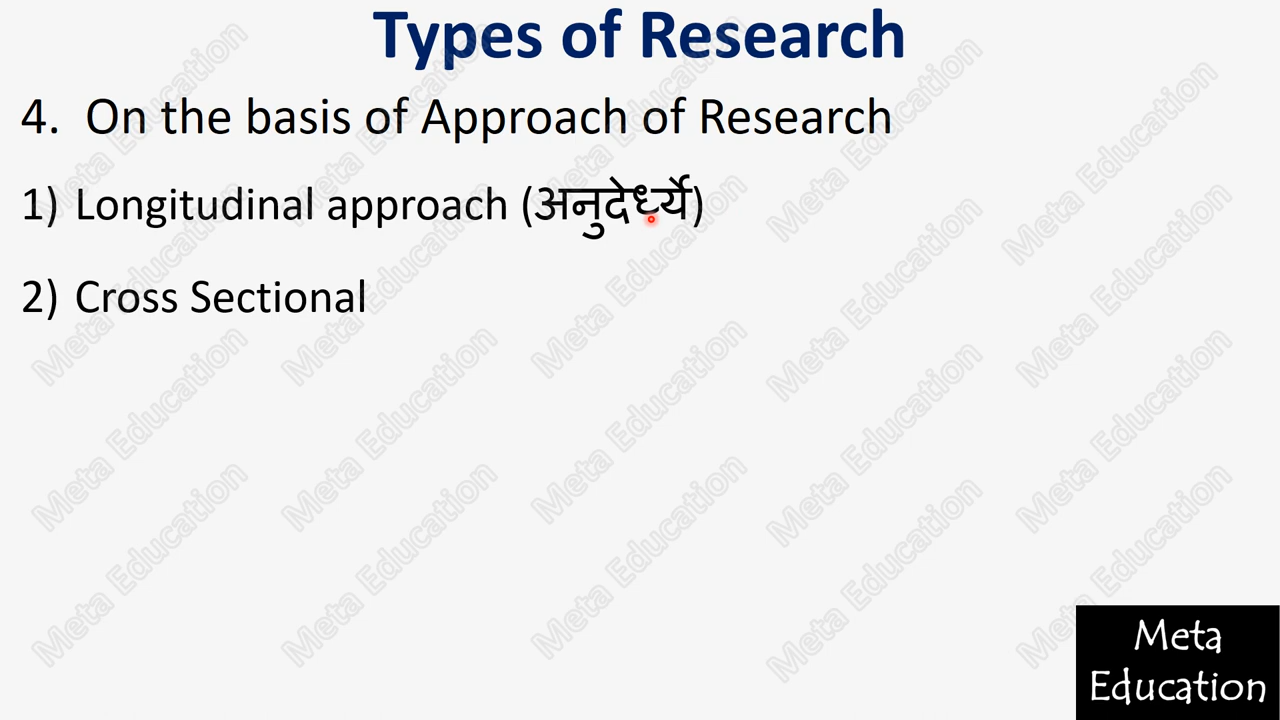 Types of Research
4. On the basis of Approach of Research
1) Longitudinal approach (अनुदेर्ध्र्ये)
2) Cross Sectional
Meta
Education